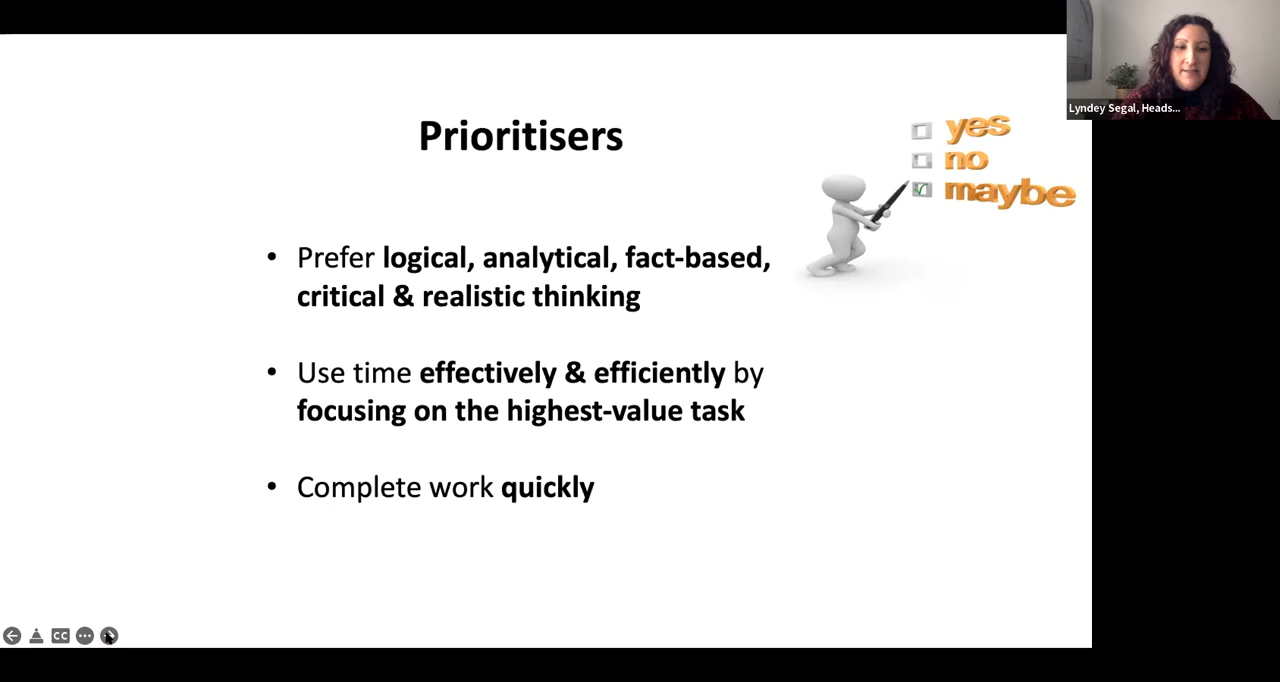 Lyndey Segal, Heads...
Prioritisers
yes
no
maybe
• Prefer logical, analytical, fact-based,
critical & realistic thinking
• Use time effectively & efficiently by
focusing on the highest-value task
• Complete work quickly
CC